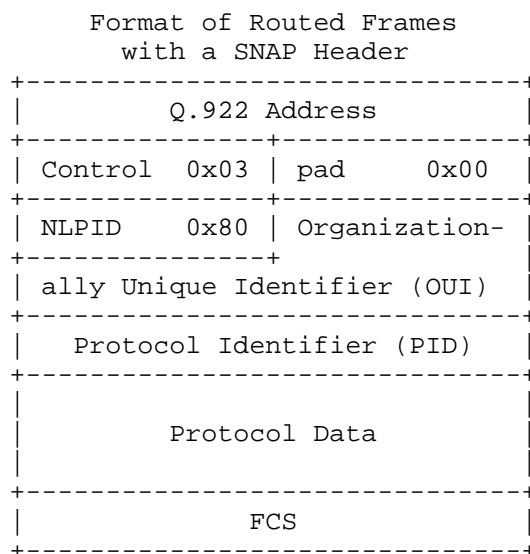 Format of Routed Frames
with a SNAP Header
+-------------------------------+
| Q.922 Address |
+---------------+---------------+
| Control 0x03 | pad 0x00 |
+---------------+---------------+
| NLPID 0x80 | Organization- |
+---------------+ |
| ally Unique Identifier (OUI) |
+-------------------------------+
| Protocol Identifier (PID) |
+-------------------------------+
| |
| Protocol Data |
| |
+-------------------------------+
| FCS |
+-------------------------------+